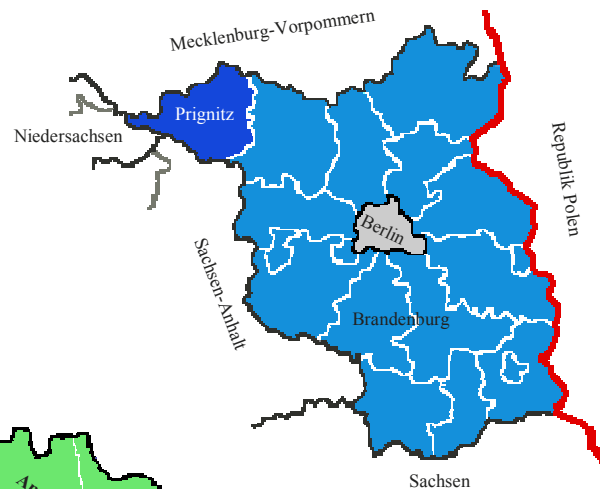 Mecklenburg-Vorpommern
Prignitz
Niedersachsen
Republik Polen
Berlin
Sachsen-Anhalt
Brandenburg
Sachsen